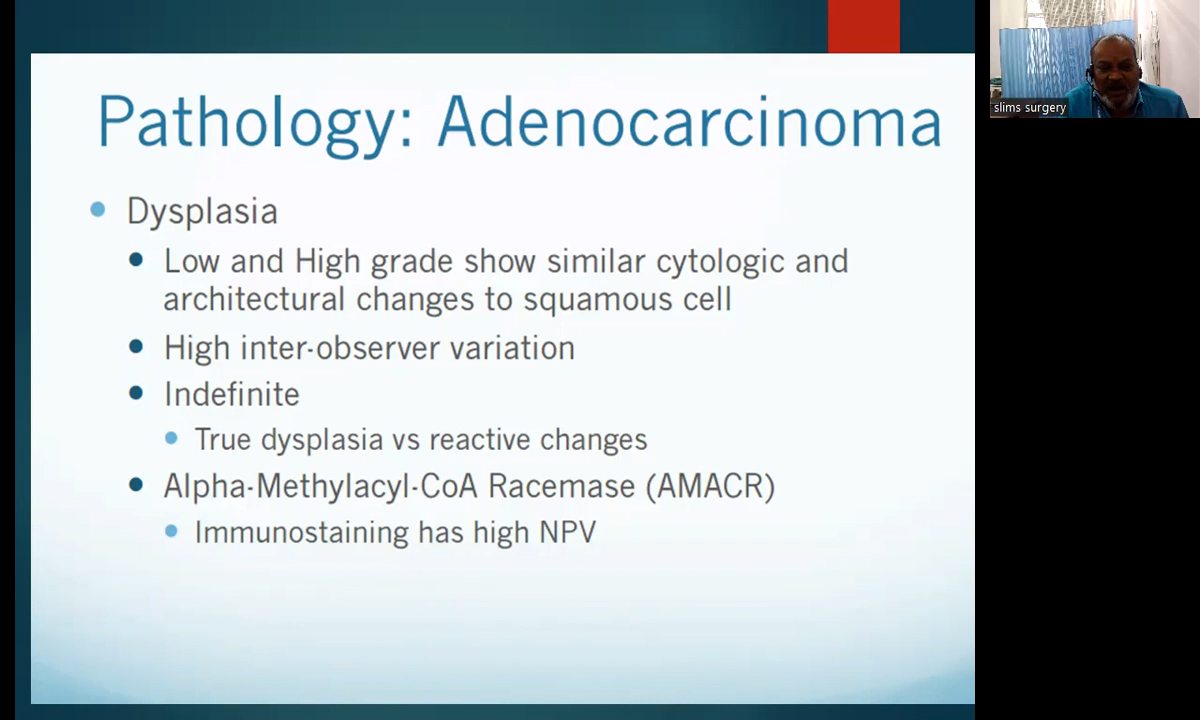 Pathology: Adenocarcinoma
Dysplasia
Low and High grade show similar cytologic and
architectural changes to squamous cell
High inter-observer variation
Indefinite
True dysplasia vs reactive changes
Alpha-Methylacyl-CoA Racemase (AMACR)
Immunostaining has high NPV
slims surgery